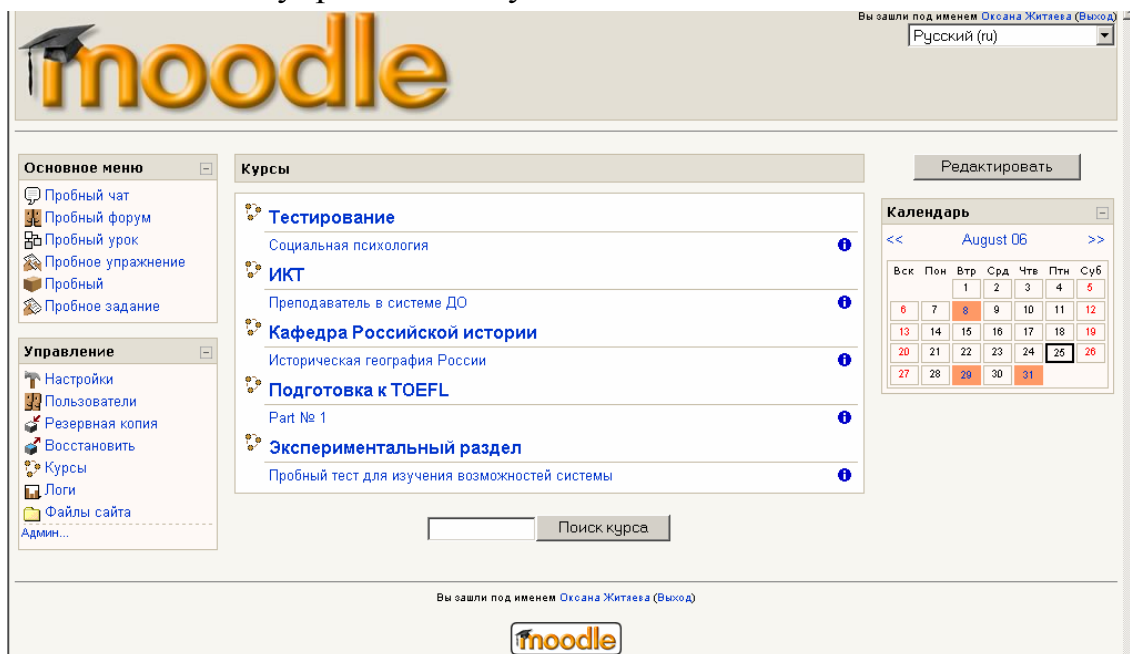 Вы зашли под именем Оксана Житяева (Выход)
moodle
Русский (ru)
Основное меню
Пробный чат
Пробный форум
Пробный урок
Пробное упражнение
Пробный
Пробное задание
Управление
Настройки
Пользователи
Резервная копия
Восстановить
Курсы
Логи
Файлы сайта
Админ...
Курсы
Тестирование
Социальная психология
ИКТ
Преподаватель в системе ДО
Кафедра Российской истории
Историческая география России
Подготовка к TOEFL
Part № 1
Экспериментальный раздел
Пробный тест для изучения возможностей системы
Поиск курса
Редактировать
Календарь
<< August 06 >>
Вск Пон Втр Срд Чтв Птн Суб
1 2 3 4 5
6 7 8 9 10 11 12
13 14 15 16 17 18 19
20 21 22 23 24 25 26
27 28 29 30 31
Вы зашли под именем Оксана Житяева (Выход)
moodle